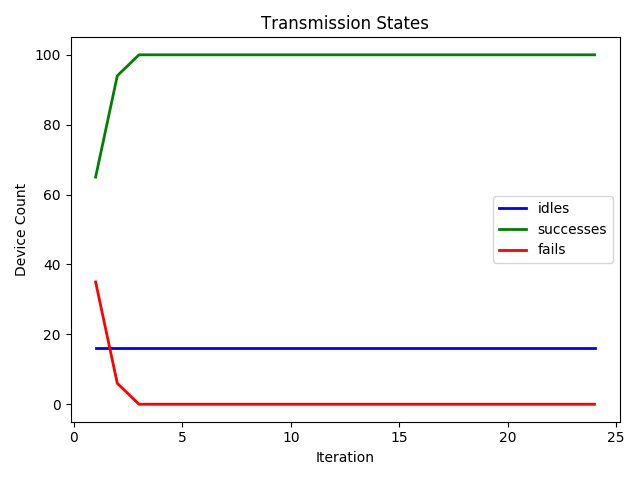 Transmission States
Device Count
100
80
60
40
20
0
idles
successes
fails
0 5 10 15 20 25
Iteration